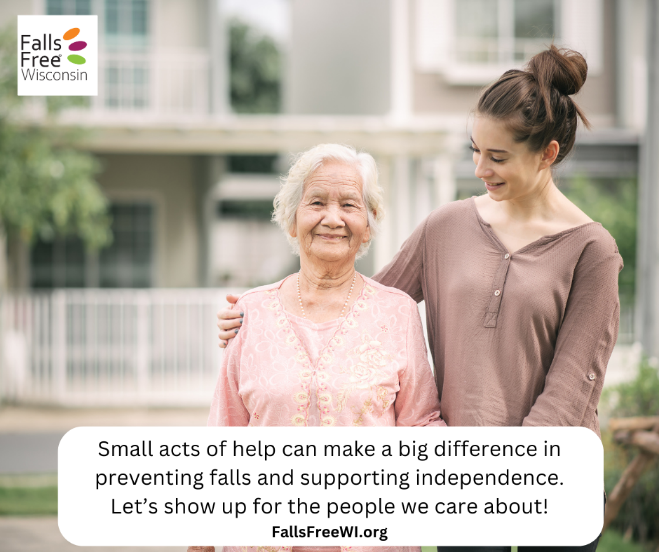 Falls
Free
Wisconsin
Small acts of help can make a big difference in
preventing falls and supporting independence.
Let’s show up for the people we care about!
FallsFreeWI.org